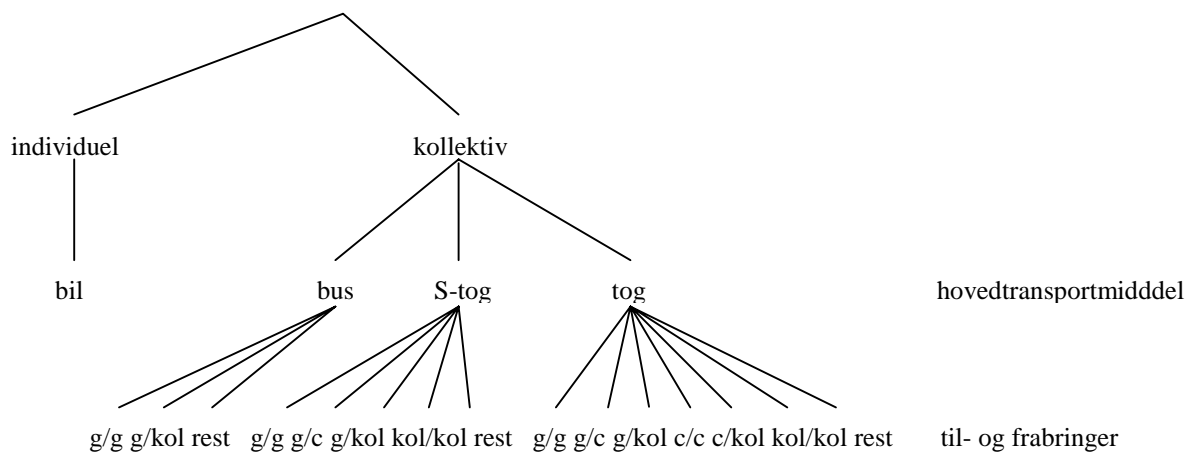 individuel kollektiv
bil bus S-tog tog hovedtransportmidddel
g/g g/kol rest g/g g/c g/kol kol/kol rest g/g g/c g/kol c/c c/kol kol/kol rest til- og frabringer